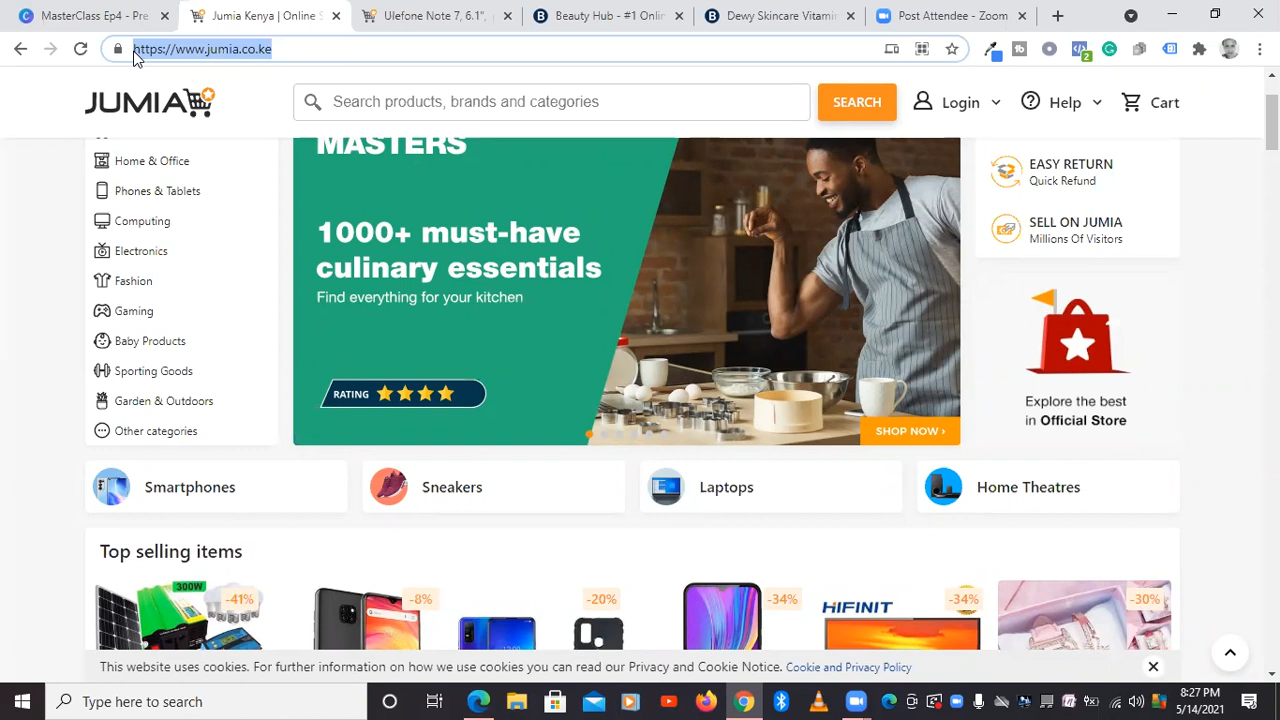 MasterClass Ep4 - Pre
Jumia Kenya | Online S
Ulefone Note 7, 6.1",
Beauty Hub - #1 Onlin
Dewy Skincare Vitamin
Post Attendee - Zoom
https://www.jumia.co.ke
2
JUMIA
Search products, brands and categories
SEARCH
Login
Help
Cart
Home & Office
Phones & Tablets
Computing
Electronics
Fashion
Gaming
Baby Products
Sporting Goods
Garden & Outdoors
Other categories
MASTERS
1000+ must-have
culinary essentials
Find everything for your kitchen
RATING
SHOP NOW ›
EASY RETURN
Quick Refund
SELL ON JUMIA
Millions Of Visitors
Explore the best
in Official Store
Smartphones
Sneakers
Laptops
Home Theatres
Top selling items
300W
-41%
-8%
-20%
-34%
HIFINIT
-34%
-30%
This website uses cookies. For further information on how we use cookies you can read our Privacy and Cookie Notice. Cookie and Privacy Policy
Type here to search
8:27 PM
5/14/2021